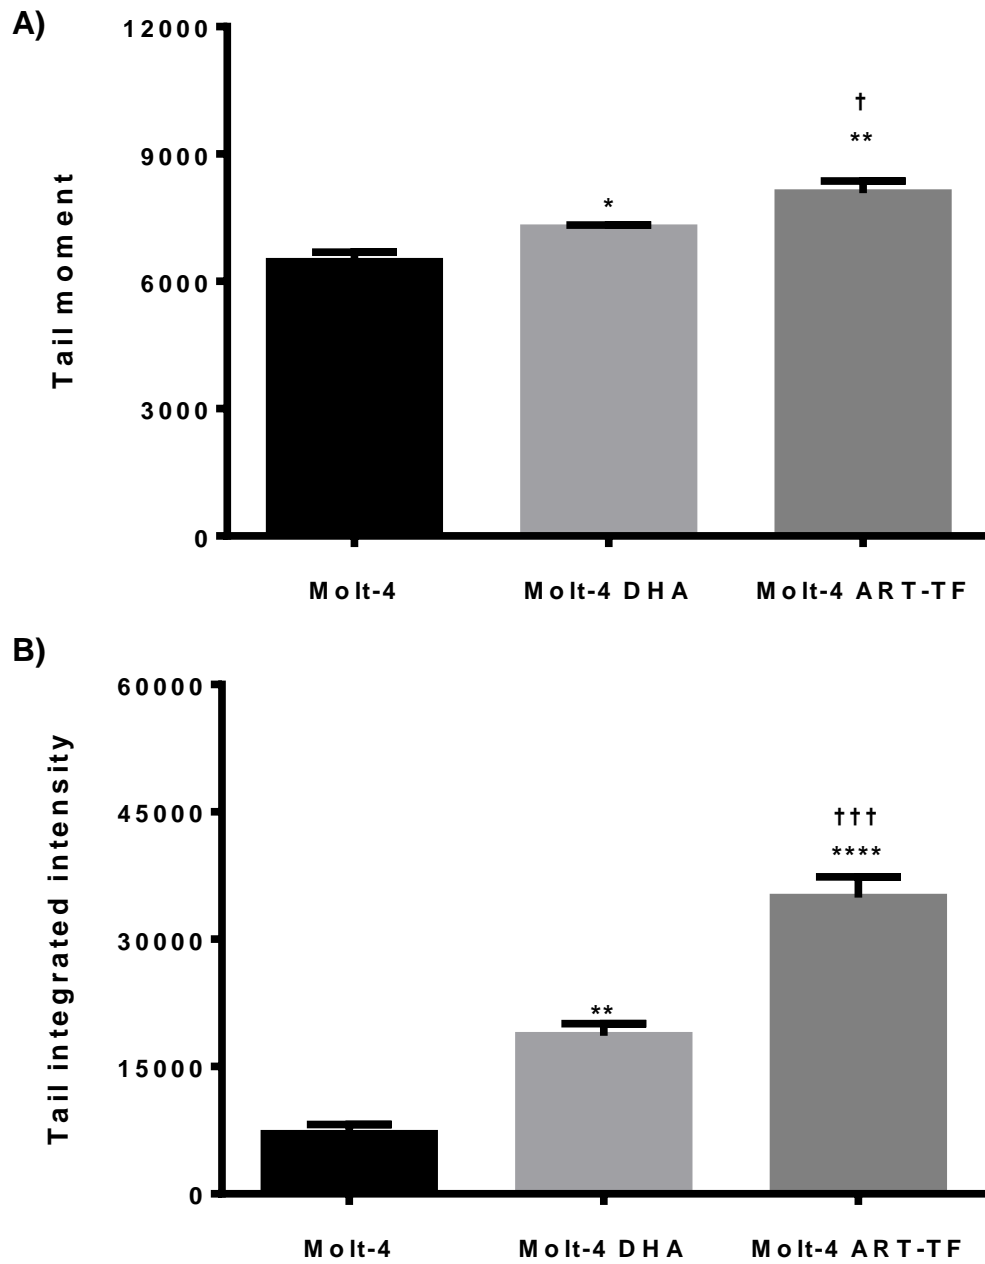 A)
Tail moment
12000
9000
6000
3000
0
*
†
**
Molt-4 Molt-4 DHA Molt-4 ART-TF
B)
Tail integrated intensity
60000
45000
30000
15000
0
**
†††
****
Molt-4 Molt-4 DHA Molt-4 ART-TF